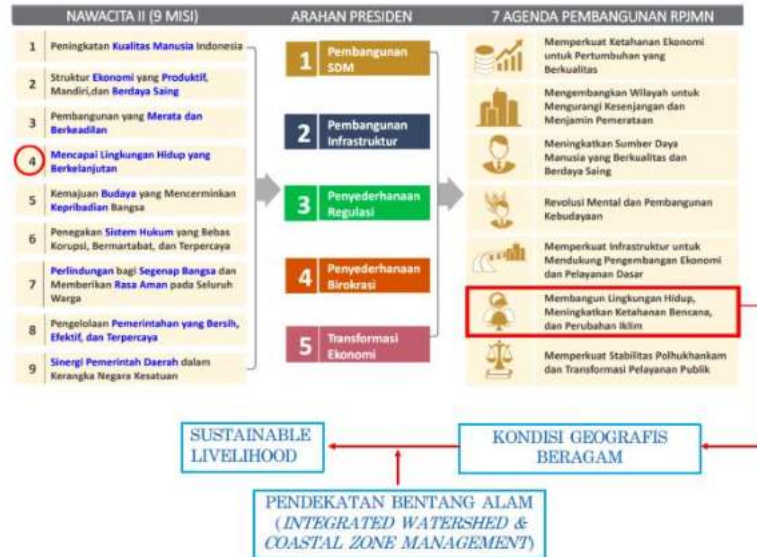 NAWACITA II (9 MISI)
1 Peningkatan Kualitas Manusia Indonesia
2 Struktur Ekonomi yang Produktif,
Mandiri,dan Berdaya Saing
3 Pembangunan yang Merata dan
Berkeadilan
4 Mencapai Lingkungan Hidup yang
Berkelanjutan
5 Kemajuan Budaya yang Mencerminkan
Kepribadian Bangsa
6 Penegakan Sistem Hukum yang Bebas
Korupsi, Bermartabat, dan Terpercaya
7 Perlindungan bagi Segenap Bangsa dan
Memberikan Rasa Aman pada Seluruh
Warga
8 Pengelolaan Pemerintahan yang Bersih,
Efektif, dan Terpercaya
9 Sinergi Pemerintah Daerah dalam
Kerangka Negara Kesatuan
ARAHAN PRESIDEN
1 Pembangunan
SDM
2 Pembangunan
Infrastruktur
3 Penyederhanaan
Regulasi
4 Penyederhanaan
Birokrasi
5 Transformasi
Ekonomi
7 AGENDA PEMBANGUNAN RPJMN
Memperkuat Ketahanan Ekonomi
untuk Pertumbuhan yang
Berkualitas
Mengembangkan Wilayah untuk
Mengurangi Kesenjangan dan
Menjamin Pemerataan
Meningkatkan Sumber Daya
Manusia yang Berkualitas dan
Berdaya Saing
Revolusi Mental dan Pembangunan
Kebudayaan
Memperkuat Infrastruktur untuk
Mendukung Pengembangan Ekonomi
dan Pelayanan Dasar
Membangun Lingkungan Hidup,
Meningkatkan Ketahanan Bencana,
dan Perubahan Iklim
Memperkuat Stabilitas Polhukhankam
dan Transformasi Pelayanan Publik
SUSTAINABLE
LIVELIHOOD
KONDISI GEOGRAFIS
BERAGAM
PENDEKATAN BENTANG ALAM
(INTEGRATED WATERSHED &
COASTAL ZONE MANAGEMENT)